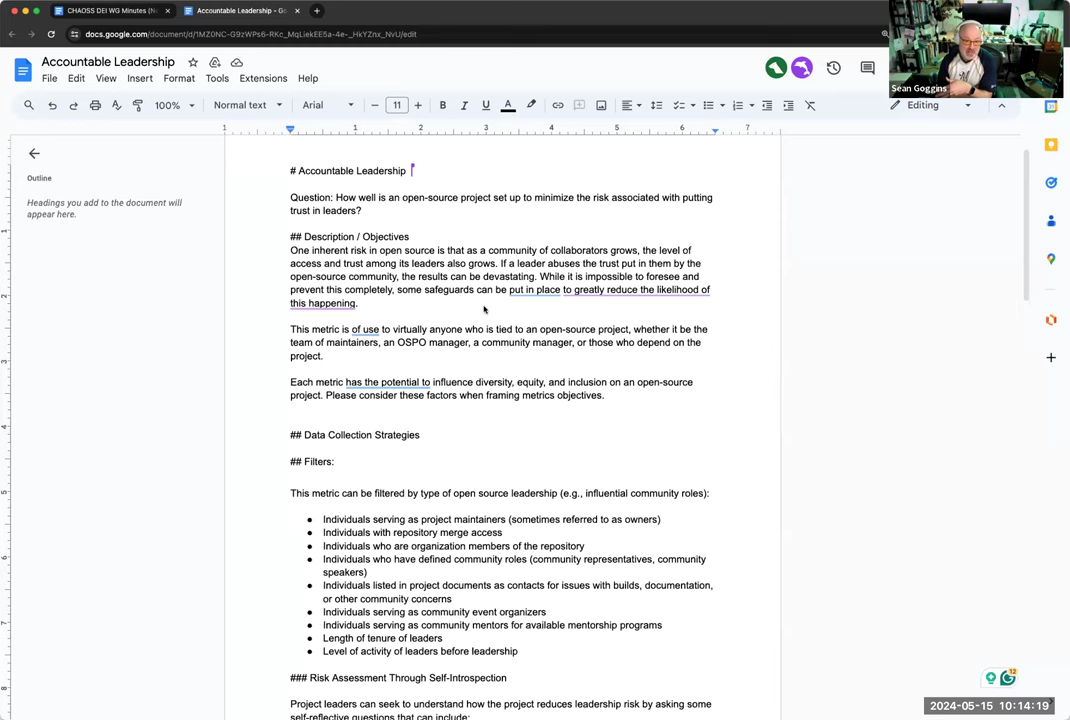 CHAOSS DEI WG Minutes (N
Accountable Leadership - Go
docs.google.com/document/d/1MZ0NC-G9zWPs6-RKc_MqLiekEE5a-4e-_HkYZnx_NvU/edit
Accountable Leadership
File Edit View Insert Format Tools Extensions Help
100% Normal text Arial 11 B I U A Editing
Sean Goggins
1 1 2 3 4 5 6 7
Outline
Headings you add to the document will
appear here.
# Accountable Leadership
Question: How well is an open-source project set up to minimize the risk associated with putting
trust in leaders?
## Description / Objectives
One inherent risk in open source is that as a community of collaborators grows, the level of
access and trust among its leaders also grows. If a leader abuses the trust put in them by the
open-source community, the results can be devastating. While it is impossible to foresee and
prevent this completely, some safeguards can be put in place to greatly reduce the likelihood of
this happening.
This metric is of use to virtually anyone who is tied to an open-source project, whether it be the
team of maintainers, an OSPO manager, a community manager, or those who depend on the
project.
Each metric has the potential to influence diversity, equity, and inclusion on an open-source
project. Please consider these factors when framing metrics objectives.
## Data Collection Strategies
## Filters:
This metric can be filtered by type of open source leadership (e.g., influential community roles):
● Individuals serving as project maintainers (sometimes referred to as owners)
● Individuals with repository merge access
● Individuals who are organization members of the repository
● Individuals who have defined community roles (community representatives, community
speakers)
● Individuals listed in project documents as contacts for issues with builds, documentation,
or other community concerns
● Individuals serving as community event organizers
● Individuals serving as community mentors for available mentorship programs
● Length of tenure of leaders
● Level of activity of leaders before leadership
### Risk Assessment Through Self-Introspection
Project leaders can seek to understand how the project reduces leadership risk by asking some
self-reflective questions that can include:
12
2024-05-15 10:14:19